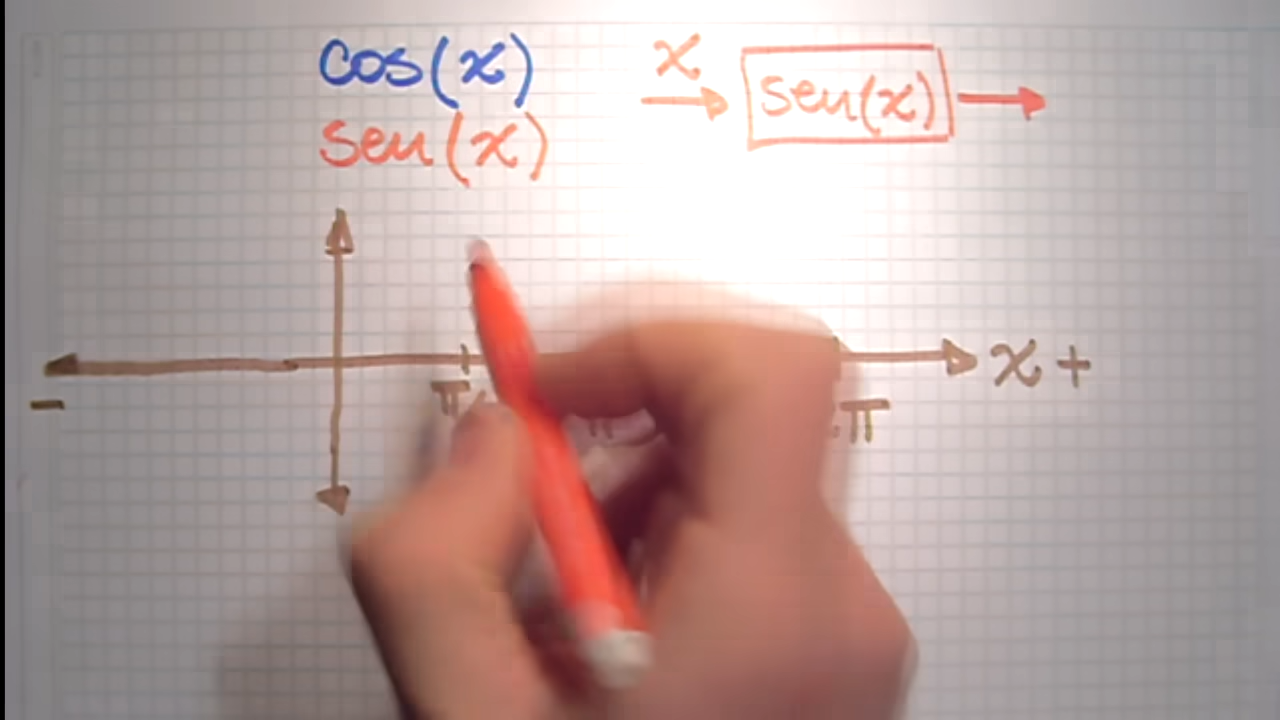 cos(x)
sen(x)
x
sen(x)
x +
-
π/
π